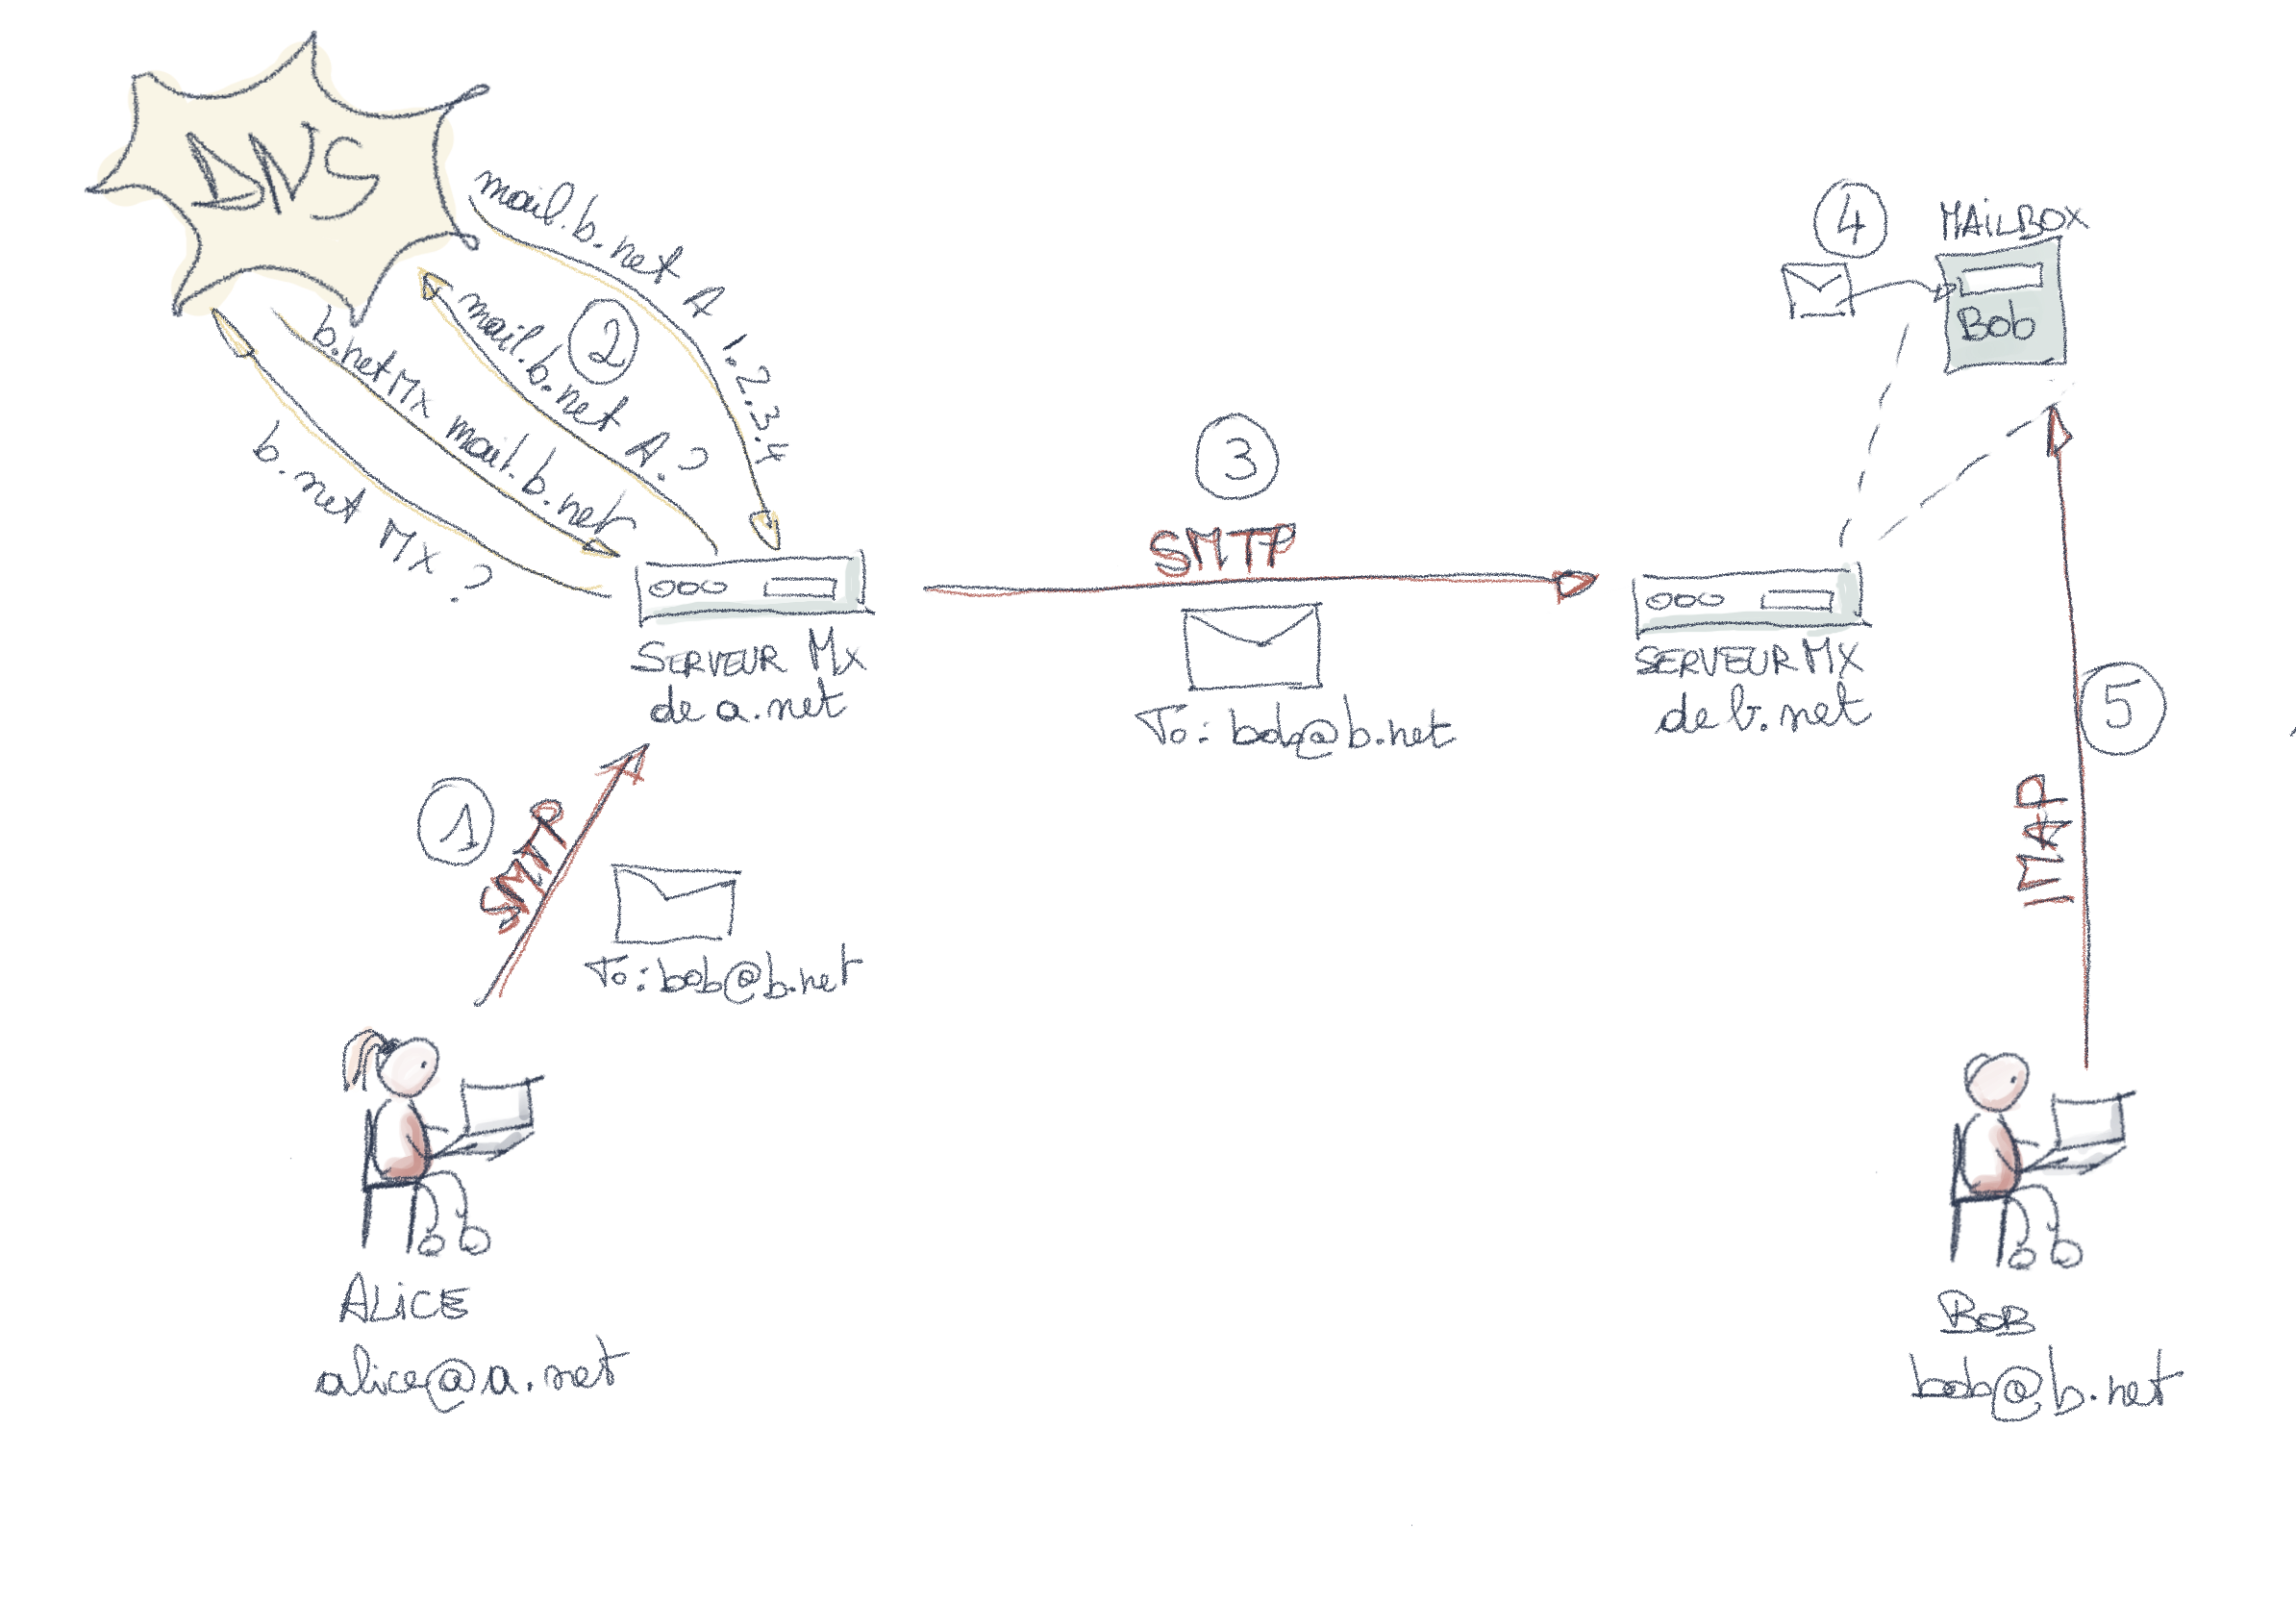 DNS
mail.b.net A 1.2.3.4
2
mail.b.net A ?
b.net MX mail.b.net
b.net MX ?
SERVEUR MX
de a.net
1
SMTP
To: bob@b.net
ALiCE
alice@a.net
3
SMTP
To: bob@b.net
4
MAiLBOX
Bob
SERVEUR MX
de b.net
5
IMAP
BOB
bob@b.net